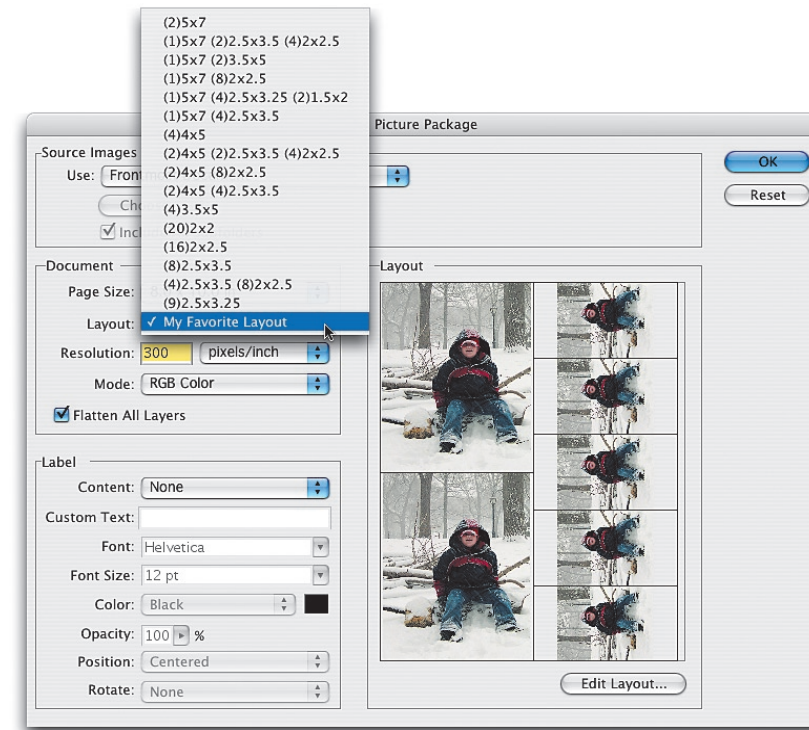 (2)5x7
(1)5x7 (2)2.5x3.5 (4)2x2.5
(1)5x7 (2)3.5x5
(1)5x7 (8)2x2.5
(1)5x7 (4)2.5x3.25 (2)1.5x2
(1)5x7 (4)2.5x3.5
(4)4x5
(2)4x5 (2)2.5x3.5 (4)2x2.5
(2)4x5 (8)2x2.5
(2)4x5 (4)2.5x3.5
(4)3.5x5
(20)2x2
(16)2x2.5
(8)2.5x3.5
(4)2.5x3.5 (8)2x2.5
(9)2.5x3.25
✓ My Favorite Layout
Picture Package
Source Images
Use:
OK
Reset
Document
Page Size:
Layout:
Resolution: 300 pixels/inch
Mode: RGB Color
Flatten All Layers
Layout
Label
Content: None
Custom Text:
Font: Helvetica
Font Size: 12 pt
Color: Black
Opacity: 100 %
Position: Centered
Rotate: None
Edit Layout...